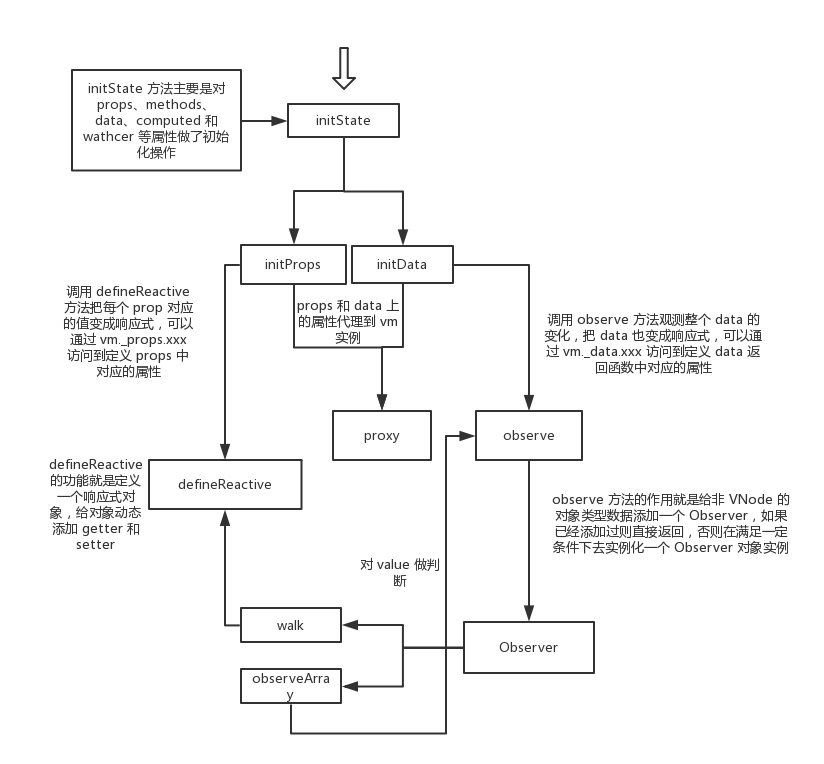 initState 方法主要是对
props、methods、
data、computed 和
wathcer 等属性做了初始
化操作
initState
initProps
initData
调用 defineReactive
方法把每个 prop 对应
的值变成响应式，可以
通过 vm._props.xxx
访问到定义 props 中
对应的属性
props 和 data 上
的属性代理到 vm
实例
调用 observe 方法观测整个 data 的
变化，把 data 也变成响应式，可以通
过 vm._data.xxx 访问到定义 data 返
回函数中对应的属性
proxy
observe
defineReactive
的功能就是定义
一个响应式对
象，给对象动态
添加 getter 和
setter
defineReactive
observe 方法的作用就是给非 VNode 的
对象类型数据添加一个 Observer，如果
已经添加过则直接返回，否则在满足一定
条件下去实例化一个 Observer 对象实例
对 value 做判
断
walk
Observer
observeArra
y